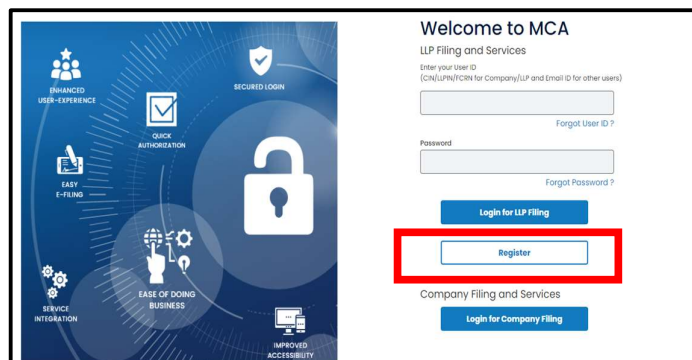 ENHANCED
USER-EXPERIENCE
SECURED LOGIN
QUICK
AUTHORIZATION
EASY
E-FILING
EASE OF DOING
BUSINESS
SERVICE
INTEGRATION
IMPROVED
ACCESSIBILITY
Welcome to MCA
LLP Filing and Services
Enter your User ID
(CIN/LLPIN/FCRN for Company/LLP and Email ID for other users)
Forgot User ID ?
Password
Forgot Password ?
Login for LLP Filing
Register
Company Filing and Services
Login for Company Filing